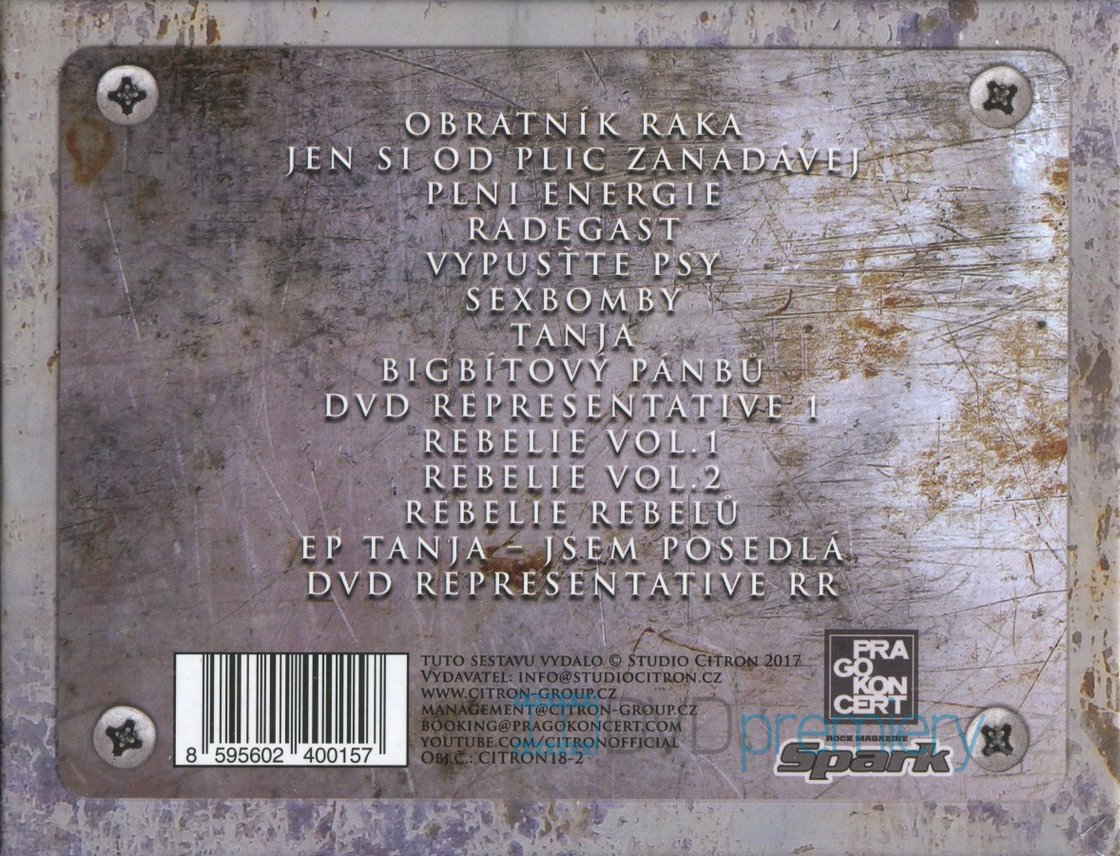 OBRATNÍK RAKA
JEN SI OD PLIC ZANADÁVEJ
PLNI ENERGIE
RADEGAST
VYPUSŤTE PSY
SEXBOMBY
TANJA
BIGBÍTOVÝ PÁNBŮ
DVD REPRESENTATIVE 1
REBELIE VOL.1
REBELIE VOL.2
REBELIE REBELŮ
EP TANJA – JSEM POSEDLÁ
DVD REPRESENTATIVE RR
8 595602 400157
TUTO SESTAVU VYDALO © STUDIO CITRON 2017
VYDAVATEL: INFO@STUDIOCITRON.CZ
WWW.CITRON-GROUP.CZ
MANAGEMENT@CITRON-GROUP.CZ
BOOKING@PRAGOKONCERT.COM
YOUTUBE.COM/CITRONOFFICIAL
OBJ.Č.: CITRON18-2
PRA
GO
KON
CERT
DVDpremiery.cz
ROCK MAGAZINE
Spark